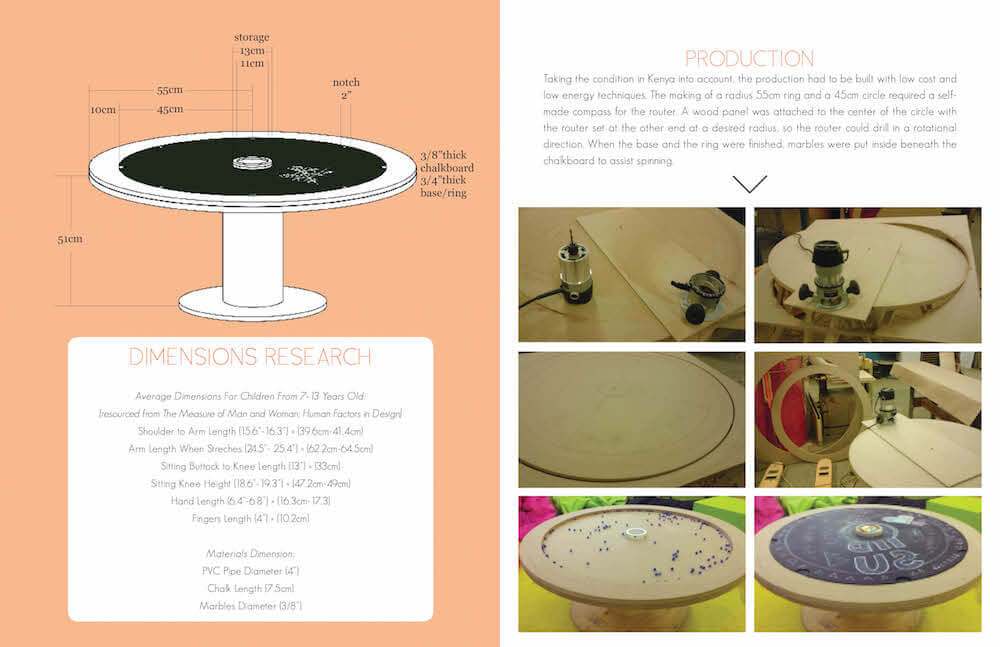 storage
13cm
11cm
notch
2"
55cm
10cm
45cm
3/8"thick
chalkboard
3/4"thick
base/ring
51cm
DIMENSIONS RESEARCH
Average Dimensions For Children From 7-13 Years Old:
(resourced from The Measure of Man and Woman: Human Factors in Design)
Shoulder to Arm Length (15.6"-16.3") = (39.6cm-41.4cm)
Arm Length When Streches (24.5"- 25.4") = (62.2cm-64.5cm)
Sitting Buttock to Knee Length (13") = (33cm)
Sitting Knee Height (18.6"-19.3") = (47.2cm-49cm)
Hand Length (6.4"-6.8") = (16.3cm-17.3)
Fingers Length (4") = (10.2cm)
Materials Dimension:
PVC Pipe Diameter (4")
Chalk Length (7.5cm)
Marbles Diameter (3/8")
PRODUCTION
Taking the condition in Kenya into account, the production had to be built with low cost and
low energy techniques. The making of a radius 55cm ring and a 45cm circle required a self-
made compass for the router. A wood panel was attached to the center of the circle with
the router set at the other end at a desired radius, so the router could drill in a rotational
direction. When the base and the ring were finished, marbles were put inside beneath the
chalkboard to assist spinning.